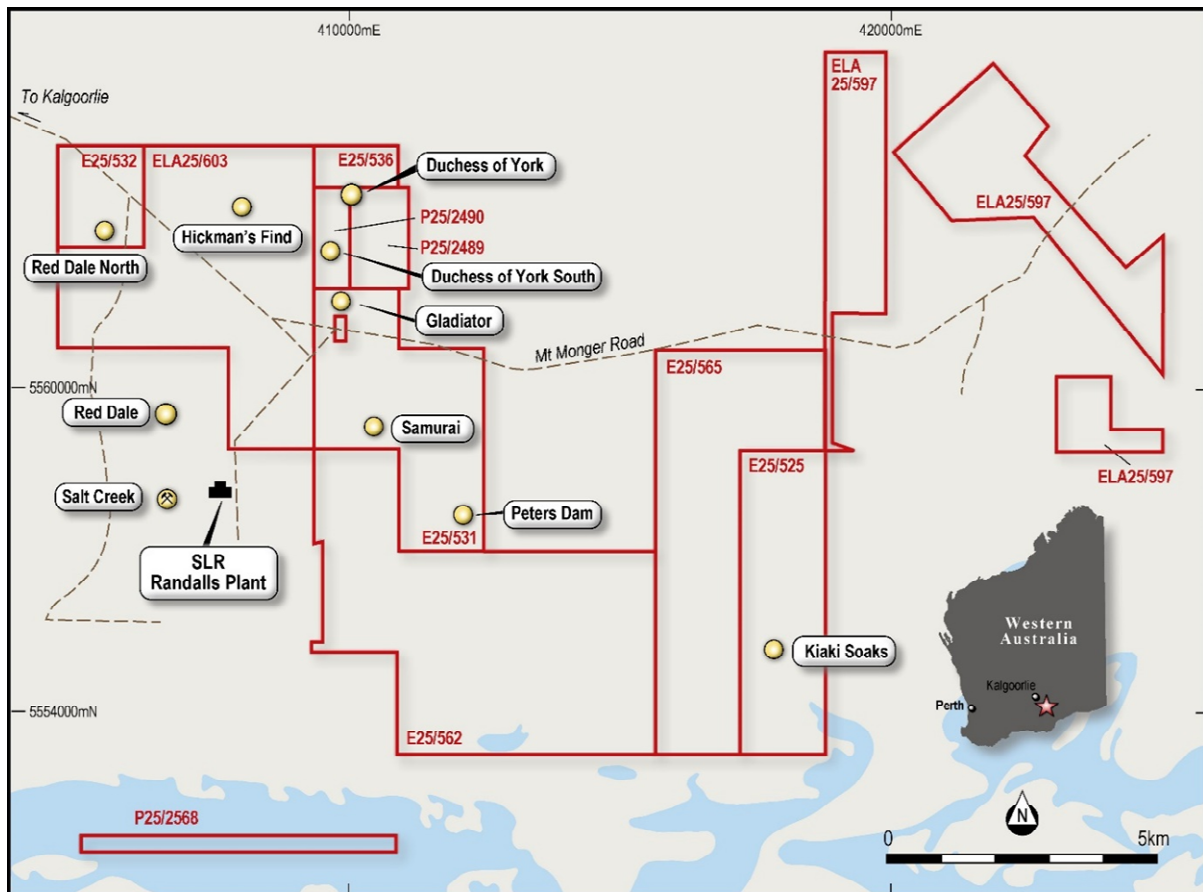 410000mE
420000mE
To Kalgoorlie
E25/532
ELA25/603
E25/536
Duchess of York
ELA
25/597
P25/2490
P25/2489
Hickman's Find
Red Dale North
Duchess of York South
ELA25/597
Gladiator
Mt Monger Road
E25/565
5560000mN
Red Dale
Samurai
E25/525
ELA25/597
Salt Creek
Peters Dam
E25/531
SLR
Randalls Plant
Western
Australia
Kiaki Soaks
Kalgoorlie
Perth
5554000mN
E25/562
P25/2568
N
0
5km